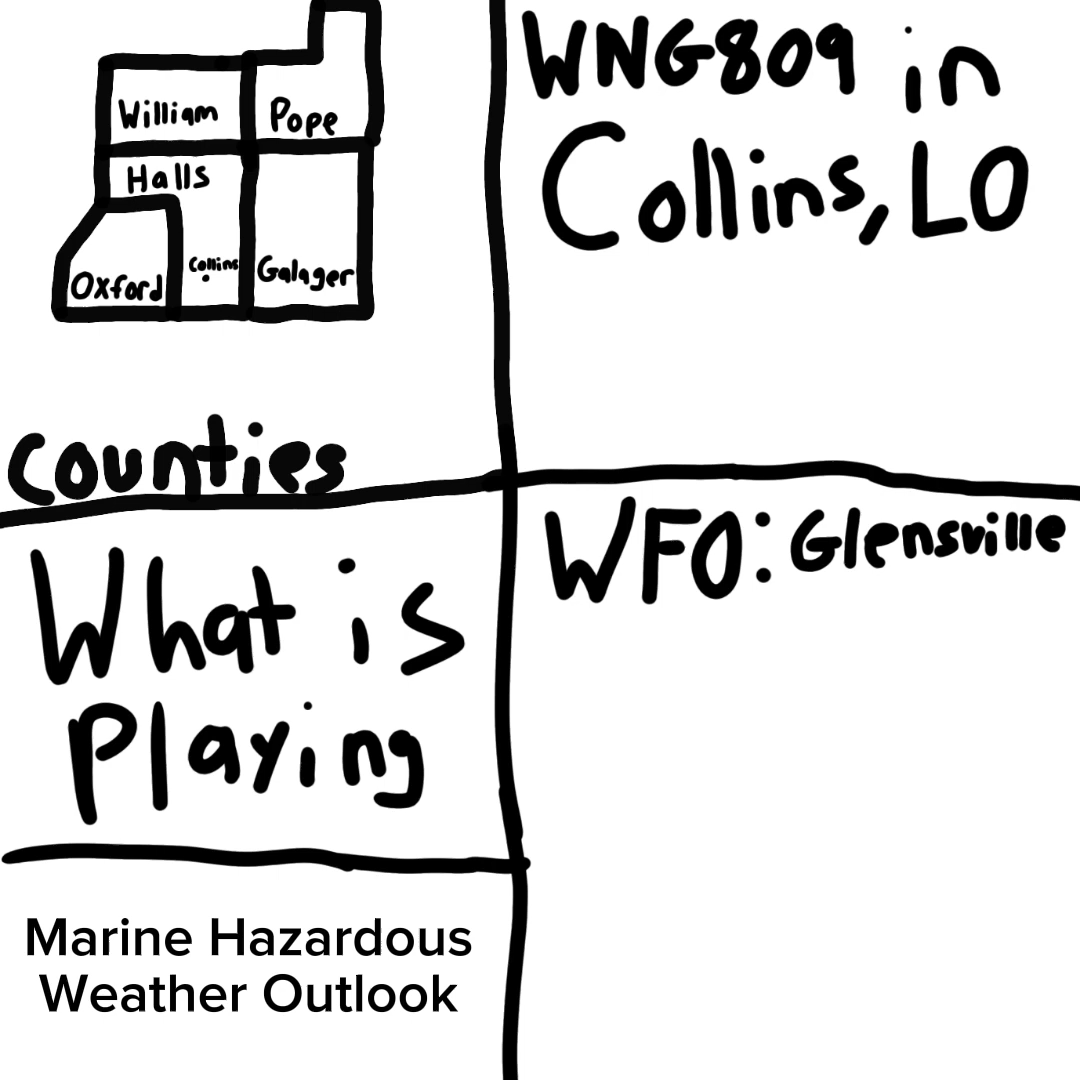 William
Pope
Halls
Collins
Oxford
Galager
Counties
WNG809 in
Collins, LO
What is
Playing
Marine Hazardous
Weather Outlook
WFO: Glensville